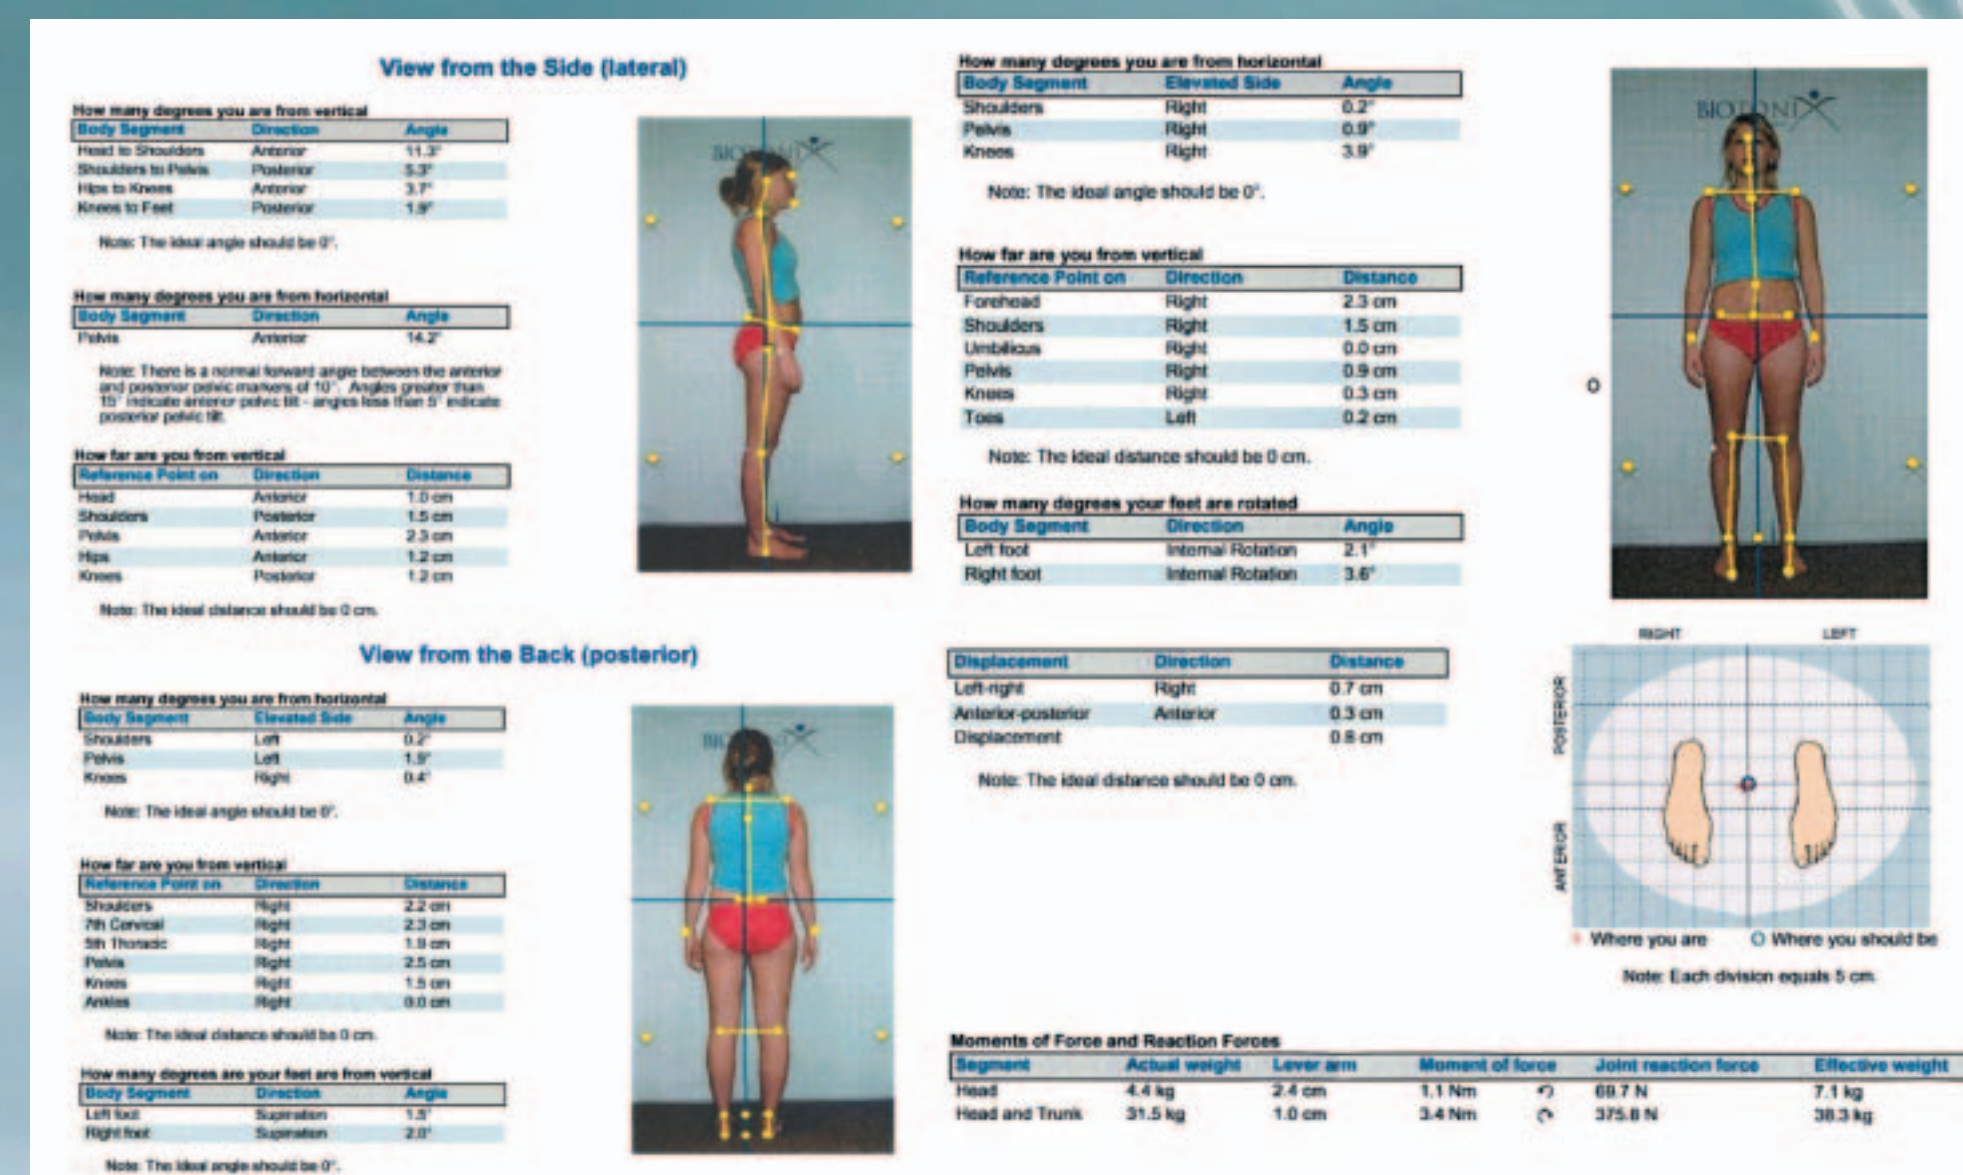 View from the Side (lateral)
How many degrees you are from vertical
Body Segment Direction Angle
Head to Shoulders Anterior 11.3°
Shoulders to Pelvis Posterior 5.3°
Hips to Knees Anterior 3.7°
Knees to Feet Posterior 1.9°
Note: The ideal angle should be 0°.
How many degrees you are from horizontal
Body Segment Direction Angle
Pelvis Anterior 14.2°
Note: There is a normal forward angle between the anterior
and posterior pelvic markers of 10°. Angles greater than
15° indicate anterior pelvic tilt - angles less than 5° indicate
posterior pelvic tilt.
How far are you from vertical
Reference Point on Direction Distance
Head Anterior 1.0 cm
Shoulders Posterior 1.5 cm
Pelvis Anterior 2.3 cm
Hips Anterior 1.2 cm
Knees Posterior 1.2 cm
Note: The ideal distance should be 0 cm.
View from the Back (posterior)
How many degrees you are from horizontal
Body Segment Elevated Side Angle
Shoulders Left 0.2°
Pelvis Left 1.9°
Knees Right 0.4°
Note: The ideal angle should be 0°.
How far are you from vertical
Reference Point on Direction Distance
Shoulders Right 2.2 cm
7th Cervical Right 2.3 cm
5th Thoracic Right 1.9 cm
Pelvis Right 2.5 cm
Knees Right 1.5 cm
Ankles Right 0.0 cm
Note: The ideal distance should be 0 cm.
How many degrees are your feet are from vertical
Body Segment Direction Angle
Left foot Supination 1.5°
Right foot Supination 2.0°
Note: The ideal angle should be 0°.
How many degrees you are from horizontal
Body Segment Elevated Side Angle
Shoulders Right 0.2°
Pelvis Right 0.9°
Knees Right 3.9°
Note: The ideal angle should be 0°.
How far are you from vertical
Reference Point on Direction Distance
Forehead Right 2.3 cm
Shoulders Right 1.5 cm
Umbilicus Right 0.0 cm
Pelvis Right 0.9 cm
Knees Right 0.3 cm
Toes Left 0.2 cm
Note: The ideal distance should be 0 cm.
How many degrees your feet are rotated
Body Segment Direction Angle
Left foot Internal Rotation 2.1°
Right foot Internal Rotation 3.6°
Displacement Direction Distance
Left-right Right 0.7 cm
Anterior-posterior Anterior 0.3 cm
Displacement 0.8 cm
Note: The ideal distance should be 0 cm.
BIOTONIX
RIGHT LEFT
POSTERIOR
ANTERIOR
Where you are Where you should be
Note: Each division equals 5 cm.
Moments of Force and Reaction Forces
Segment Actual weight Lever arm Moment of force Joint reaction force Effective weight
Head 4.4 kg 2.4 cm 1.1 Nm 69.7 N 7.1 kg
Head and Trunk 31.5 kg 1.0 cm 3.4 Nm 375.8 N 38.3 kg